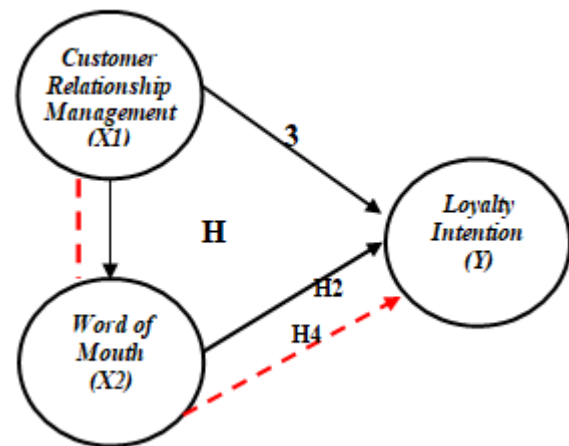 Customer
Relationship
Management
(X1)
3
Loyalty
Intention
(Y)
H
H2
H4
Word of
Mouth
(X2)